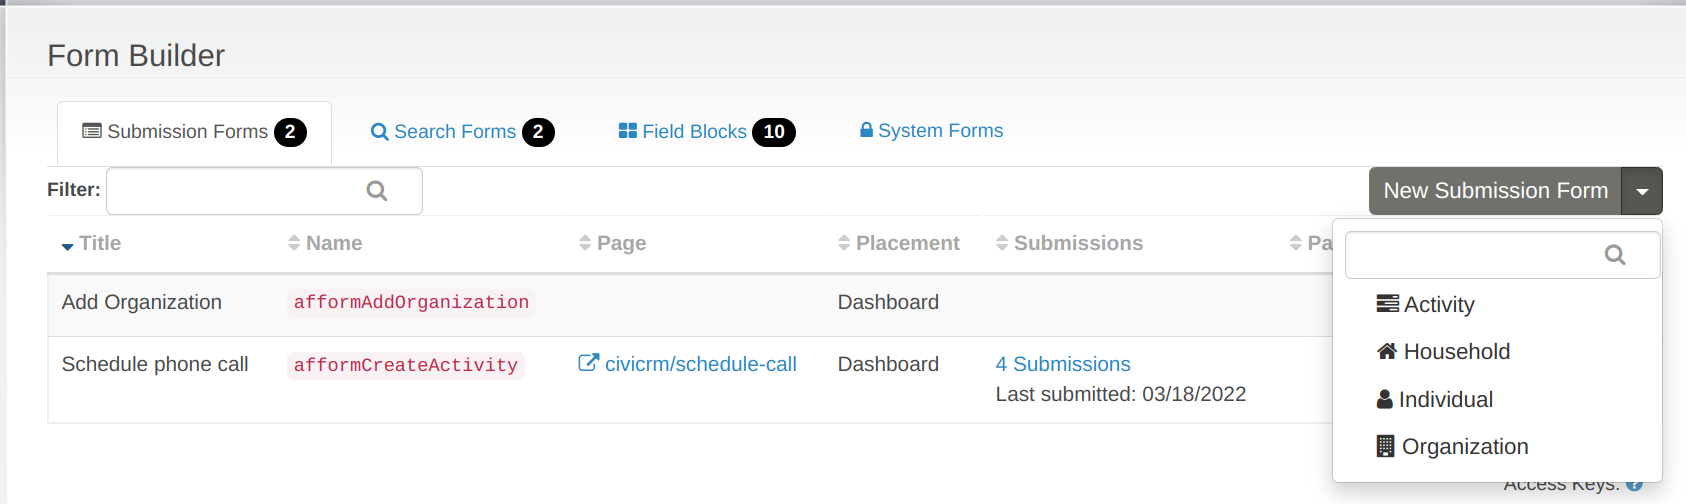 Form Builder
Submission Forms 2 Search Forms 2 Field Blocks 10 System Forms
Filter: New Submission Form
Title Name Page Placement Submissions Pa
Add Organization afformAddOrganization Dashboard
Schedule phone call afformCreateActivity civicrm/schedule-call Dashboard 4 Submissions
Last submitted: 03/18/2022
Activity
Household
Individual
Organization
Access Keys: ?